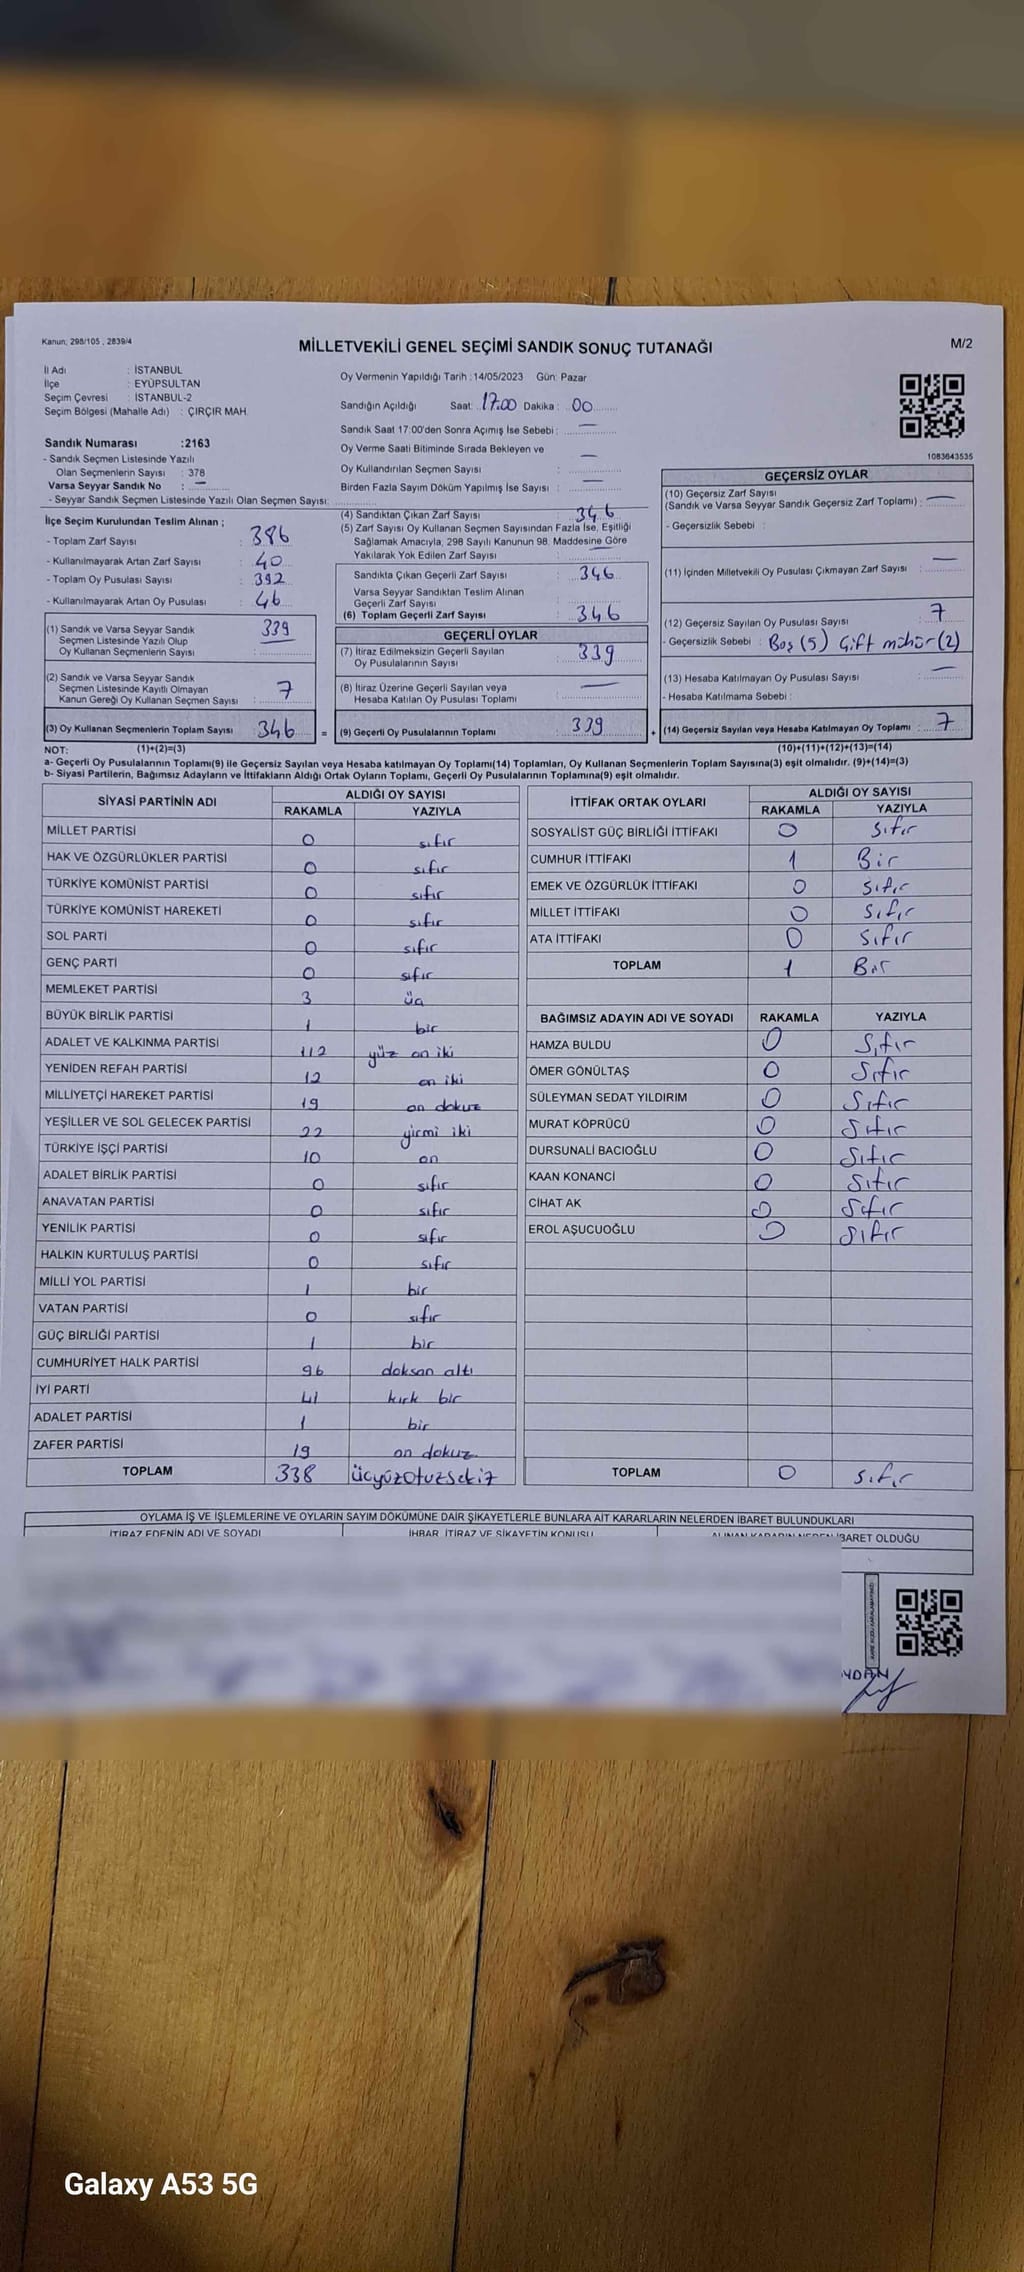 Kanun; 298/105 , 2839/4
MİLLETVEKİLİ GENEL SEÇİMİ SANDIK SONUÇ TUTANAĞI
M/2
İl Adı : İSTANBUL
İlçe : EYÜPSULTAN
Seçim Çevresi : İSTANBUL-2
Seçim Bölgesi (Mahalle Adı) : ÇIRÇIR MAH.
Sandık Numarası :2163
- Sandık Seçmen Listesinde Yazılı
Olan Seçmenlerin Sayısı : 378
Varsa Seyyar Sandık No : —
- Seyyar Sandık Seçmen Listesinde Yazılı Olan Seçmen Sayısı:
Oy Vermenin Yapıldığı Tarih :14/05/2023 Gün: Pazar
Sandığın Açıldığı Saat: 17:00 Dakika : 00
Sandık Saat 17:00'den Sonra Açımış İse Sebebi : —
Oy Verme Saati Bitiminde Sırada Bekleyen ve
Oy Kullandırılan Seçmen Sayısı : —
Birden Fazla Sayım Döküm Yapılmış İse Sayısı : —
1083643535
İlçe Seçim Kurulundan Teslim Alınan ;
- Toplam Zarf Sayısı : 386
- Kullanılmayarak Artan Zarf Sayısı : 40
- Toplam Oy Pusulası Sayısı : 392
- Kullanılmayarak Artan Oy Pusulası : 46
(1) Sandık ve Varsa Seyyar Sandık 339
Seçmen Listesinde Yazılı Olup
Oy Kullanan Seçmenlerin Sayısı :
(2) Sandık ve Varsa Seyyar Sandık
Seçmen Listesinde Kayıtlı Olmayan 7
Kanun Gereği Oy Kullanan Seçmen Sayısı :
(3) Oy Kullanan Seçmenlerin Toplam Sayısı 346 =
(4) Sandıktan Çıkan Zarf Sayısı : 346
(5) Zarf Sayısı Oy Kullanan Seçmen Sayısından Fazla İse, Eşitliği
Sağlamak Amacıyla, 298 Sayılı Kanunun 98. Maddesine Göre
Yakılarak Yok Edilen Zarf Sayısı : —
Sandıkta Çıkan Geçerli Zarf Sayısı : 346
Varsa Seyyar Sandıktan Teslim Alınan
Geçerli Zarf Sayısı :
(6) Toplam Geçerli Zarf Sayısı : 346
GEÇERLİ OYLAR
(7) İtiraz Edilmeksizin Geçerli Sayılan : 339
Oy Pusulalarının Sayısı
(8) İtiraz Üzerine Geçerli Sayılan veya : —
Hesaba Katılan Oy Pusulası Toplamı
(9) Geçerli Oy Pusulalarının Toplamı : 339 +
GEÇERSİZ OYLAR
(10) Geçersiz Zarf Sayısı
(Sandık ve Varsa Seyyar Sandık Geçersiz Zarf Toplamı) : —
- Geçersizlik Sebebi :
(11) İçinden Milletvekili Oy Pusulası Çıkmayan Zarf Sayısı : —
(12) Geçersiz Sayılan Oy Pusulası Sayısı : 7
- Geçersizlik Sebebi : Boş (5) Çift mühür (2)
(13) Hesaba Katılmayan Oy Pusulası Sayısı : —
- Hesaba Katılmama Sebebi :
(14) Geçersiz Sayılan veya Hesaba Katılmayan Oy Toplamı : 7
NOT: (1)+(2)=(3)
(10)+(11)+(12)+(13)=(14)
a- Geçerli Oy Pusulalarının Toplamı(9) ile Geçersiz Sayılan veya Hesaba katılmayan Oy Toplamı(14) Toplamları, Oy Kullanan Seçmenlerin Toplam Sayısına(3) eşit olmalıdır. (9)+(14)=(3)
b- Siyasi Partilerin, Bağımsız Adayların ve İttifakların Aldığı Ortak Oyların Toplamı, Geçerli Oy Pusulalarının Toplamına(9) eşit olmalıdır.
SİYASİ PARTİNİN ADI ALDIĞI OY SAYISI
RAKAMLA YAZIYLA
MİLLET PARTİSİ 0 sıfır
HAK VE ÖZGÜRLÜKLER PARTİSİ 0 sıfır
TÜRKİYE KOMÜNİST PARTİSİ 0 sıfır
TÜRKİYE KOMÜNİST HAREKETİ 0 sıfır
SOL PARTİ 0 sıfır
GENÇ PARTİ 0 sıfır
MEMLEKET PARTİSİ 3 üç
BÜYÜK BİRLİK PARTİSİ 1 bir
ADALET VE KALKINMA PARTİSİ 112 yüz on iki
YENİDEN REFAH PARTİSİ 12 on iki
MİLLİYETÇİ HAREKET PARTİSİ 19 on dokuz
YEŞİLLER VE SOL GELECEK PARTİSİ 22 yirmi iki
TÜRKİYE İŞÇİ PARTİSİ 10 on
ADALET BİRLİK PARTİSİ 0 sıfır
ANAVATAN PARTİSİ 0 sıfır
YENİLİK PARTİSİ 0 sıfır
HALKIN KURTULUŞ PARTİSİ 0 sıfır
MİLLİ YOL PARTİSİ 1 bir
VATAN PARTİSİ 0 sıfır
GÜÇ BİRLİĞİ PARTİSİ 1 bir
CUMHURİYET HALK PARTİSİ 96 doksan altı
İYİ PARTİ 41 kırk bir
ADALET PARTİSİ 1 bir
ZAFER PARTİSİ 19 on dokuz
TOPLAM 338 üçyüzotuzsekiz
İTTİFAK ORTAK OYLARI ALDIĞI OY SAYISI
RAKAMLA YAZIYLA
SOSYALİST GÜÇ BİRLİĞİ İTTİFAKI 0 sıfır
CUMHUR İTTİFAKI 1 Bir
EMEK VE ÖZGÜRLÜK İTTİFAKI 0 sıfır
MİLLET İTTİFAKI 0 sıfır
ATA İTTİFAKI 0 sıfır
TOPLAM 1 Bir
BAĞIMSIZ ADAYIN ADI VE SOYADI RAKAMLA YAZIYLA
HAMZA BULDU 0 Sıfır
ÖMER GÖNÜLTAŞ 0 Sıfır
SÜLEYMAN SEDAT YILDIRIM 0 Sıfır
MURAT KÖPRÜCÜ 0 Sıfır
DURSUNALİ BACIOĞLU 0 Sıfır
KAAN KONANCİ 0 Sıfır
CİHAT AK 0 Sıfır
EROL AŞUCUOĞLU 0 Sıfır
TOPLAM 0 sıfır
OYLAMA İŞ VE İŞLEMLERİNE VE OYLARIN SAYIM DÖKÜMÜNE DAİR ŞİKAYETLERLE BUNLARA AİT KARARLARIN NELERDEN İBARET BULUNDUKLARI
İTİRAZ EDENİN ADI VE SOYADI İHBAR, İTİRAZ VE ŞİKAYETİN KONUSU ALINAN KARARIN NEDEN İBARET OLDUĞU
Galaxy A53 5G